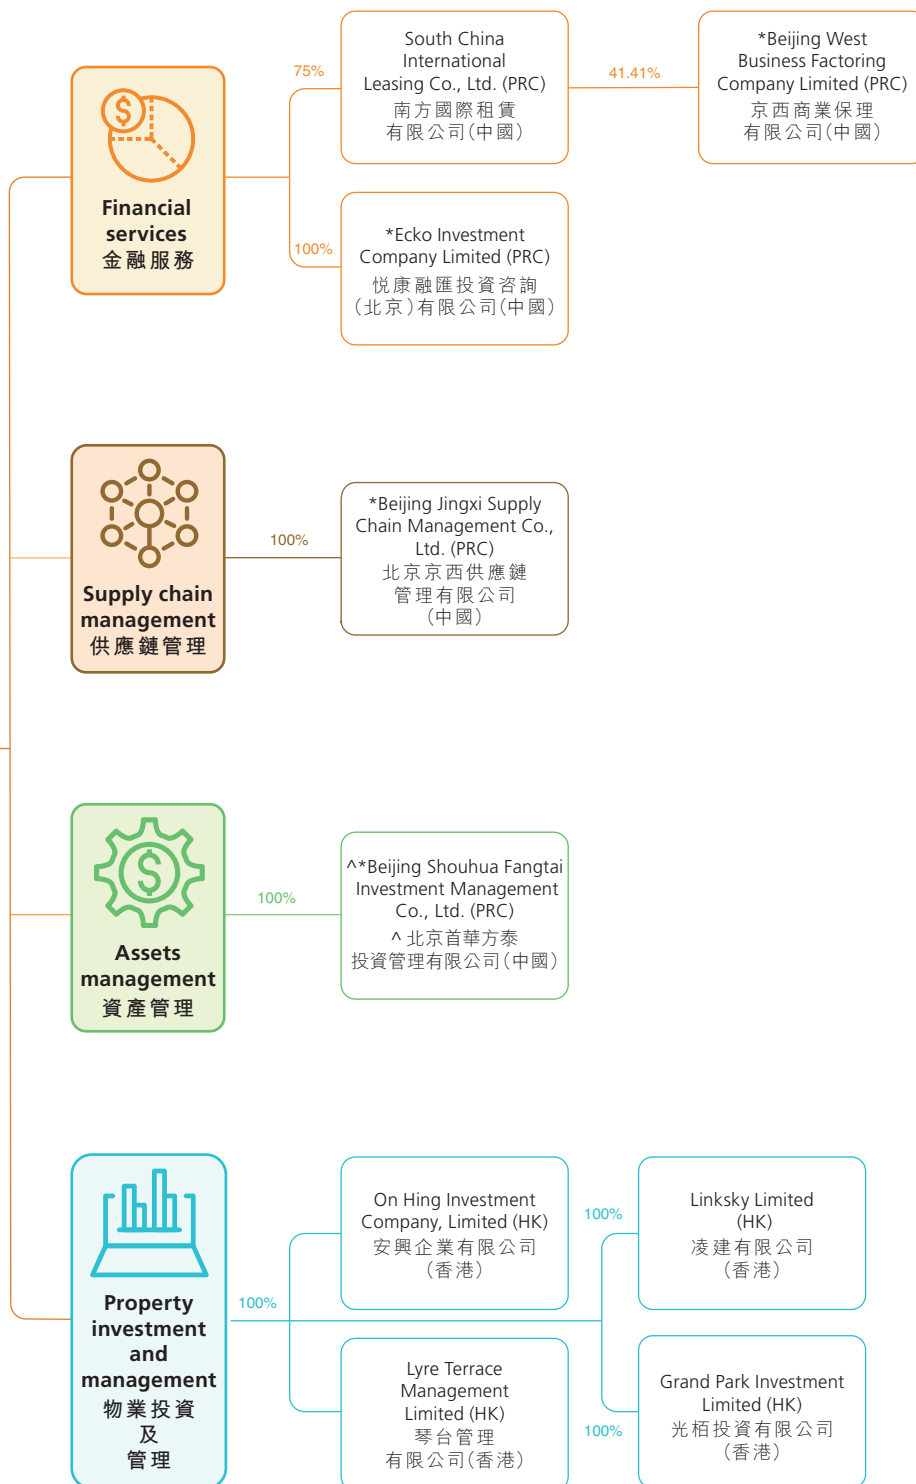 $
Financial
services
金融服務
75%
South China
International
Leasing Co., Ltd. (PRC)
南方國際租賃
有限公司(中國)
41.41%
*Beijing West
Business Factoring
Company Limited (PRC)
京西商業保理
有限公司(中國)
100%
*Ecko Investment
Company Limited (PRC)
悦康融匯投資咨詢
(北京)有限公司(中國)
Supply chain
management
供應鏈管理
100%
*Beijing Jingxi Supply
Chain Management Co.,
Ltd. (PRC)
北京京西供應鏈
管理有限公司
(中國)
$
Assets
management
資產管理
100%
^*Beijing Shouhua Fangtai
Investment Management
Co., Ltd. (PRC)
^ 北京首華方泰
投資管理有限公司(中國)
Property
investment
and
management
物業投資
及
管理
100%
On Hing Investment
Company, Limited (HK)
安興企業有限公司
(香港)
100%
Linksky Limited
(HK)
凌建有限公司
(香港)
Lyre Terrace
Management
Limited (HK)
琴台管理
有限公司(香港)
100%
Grand Park Investment
Limited (HK)
光栢投資有限公司
(香港)